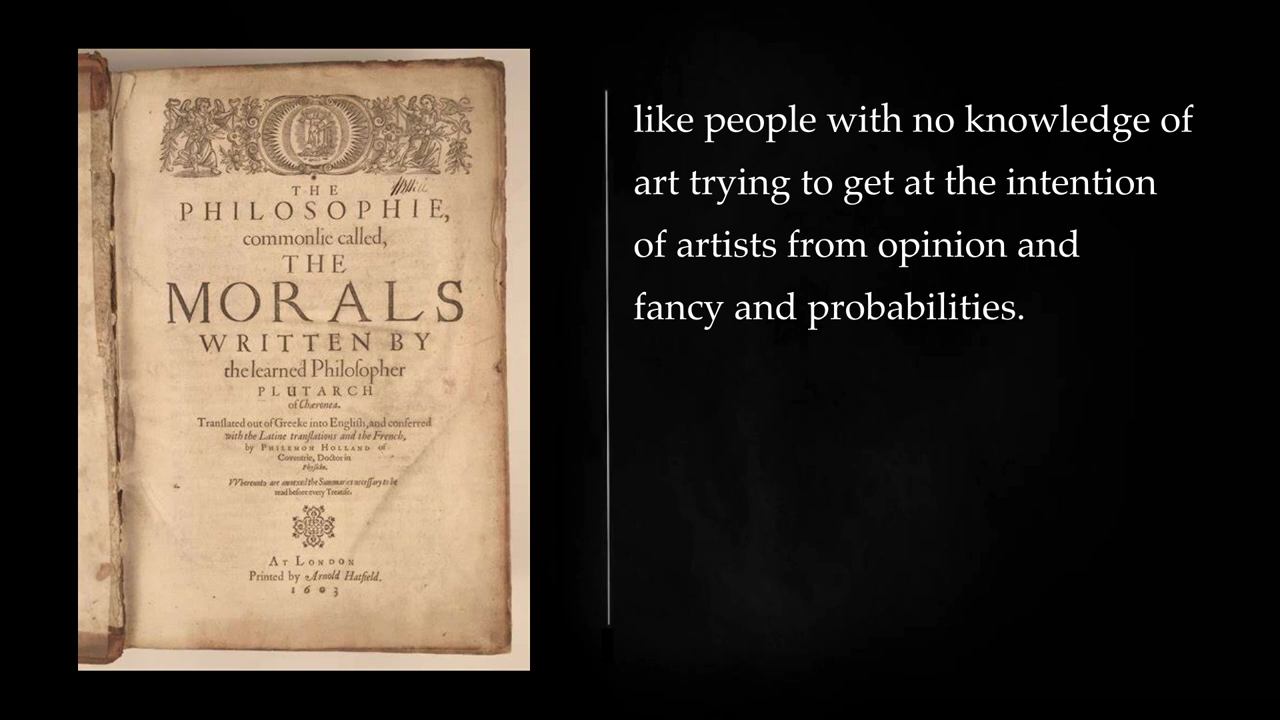 THE
PHILOSOPHIE,
commonlie called,
THE
MORALS
WRITTEN BY
the learned Philoſopher
PLUTARCH
of Chæronea.
Tranſlated out of Greeke into Engliſh, and conferred
with the Latine tranſlations and the French,
by PHILEMON HOLLAND of
Coventrie, Doctor in
Phyſicke.
VVhereunto are annexed the Summaries neceſſary to be
read before every Treatiſe.
AT LONDON
Printed by Arnold Hatfield.
1603
like people with no knowledge of
art trying to get at the intention
of artists from opinion and
fancy and probabilities.